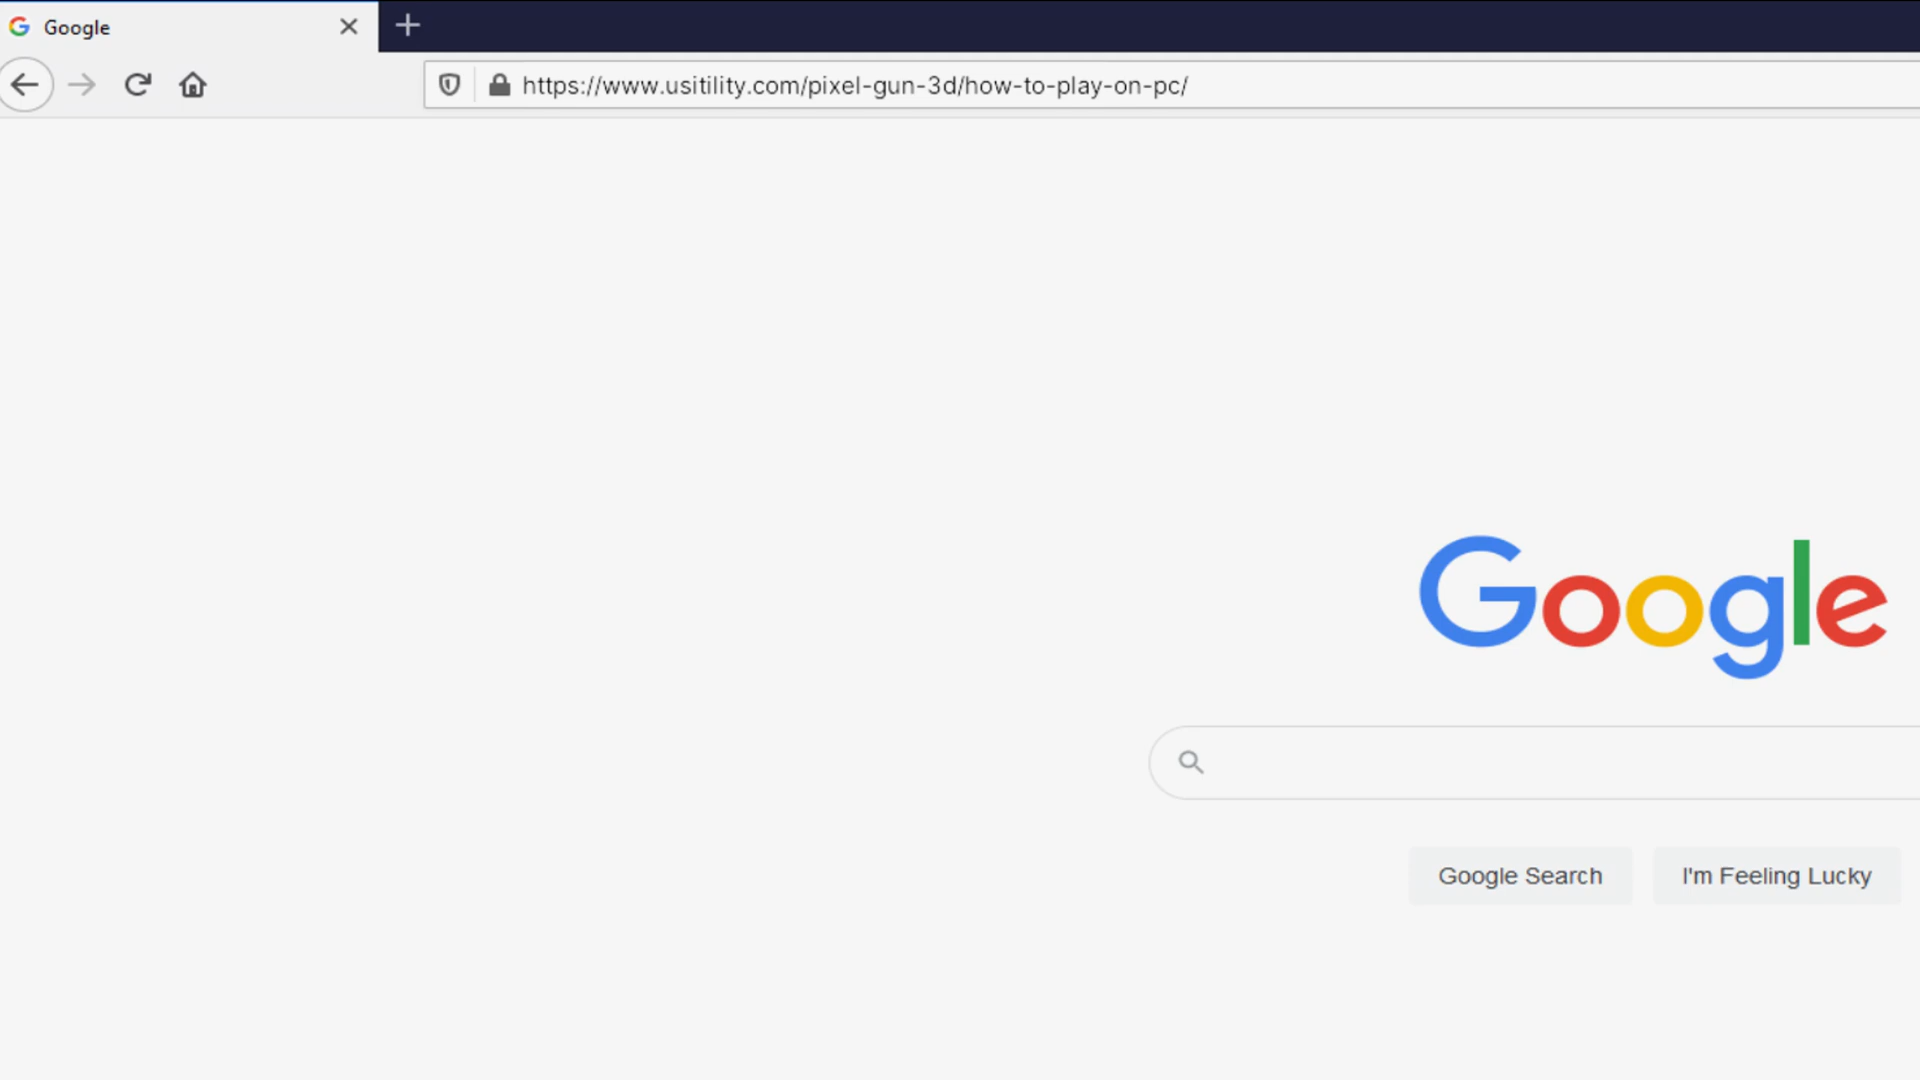 Google
https://www.usitility.com/pixel-gun-3d/how-to-play-on-pc/
Google
Google Search
I'm Feeling Lucky